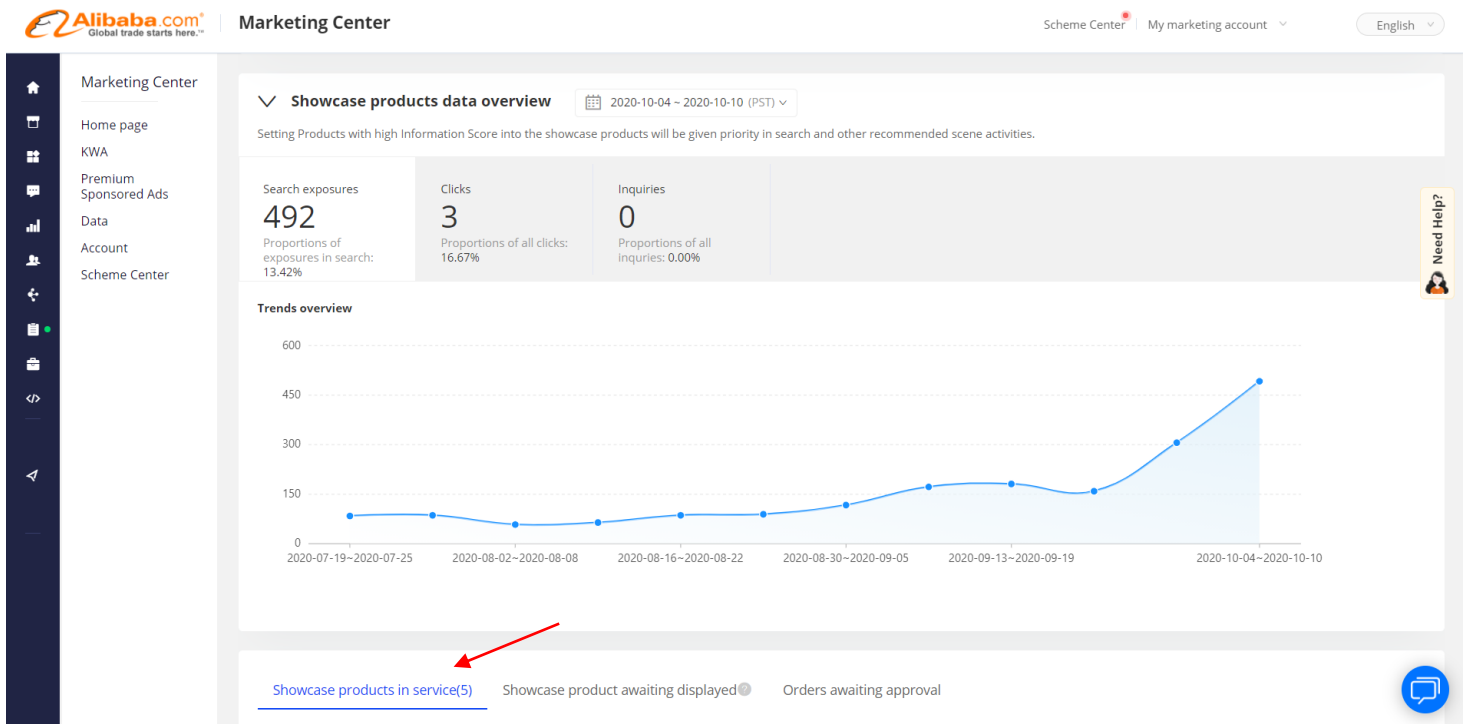 Alibaba.com®
Global trade starts here.™
Marketing Center
Scheme Center
My marketing account
English
Marketing Center
Home page
KWA
Premium
Sponsored Ads
Data
Account
Scheme Center
Showcase products data overview
2020-10-04 ~ 2020-10-10 (PST)
Setting Products with high Information Score into the showcase products will be given priority in search and other recommended scene activities.
Search exposures
492
Proportions of
exposures in search:
13.42%
Clicks
3
Proportions of all clicks:
16.67%
Inquiries
0
Proportions of all
inquries: 0.00%
Need Help?
Trends overview
600
450
300
150
0
2020-07-19~2020-07-25
2020-08-02~2020-08-08
2020-08-16~2020-08-22
2020-08-30~2020-09-05
2020-09-13~2020-09-19
2020-10-04~2020-10-10
Showcase products in service(5)
Showcase product awaiting displayed
Orders awaiting approval